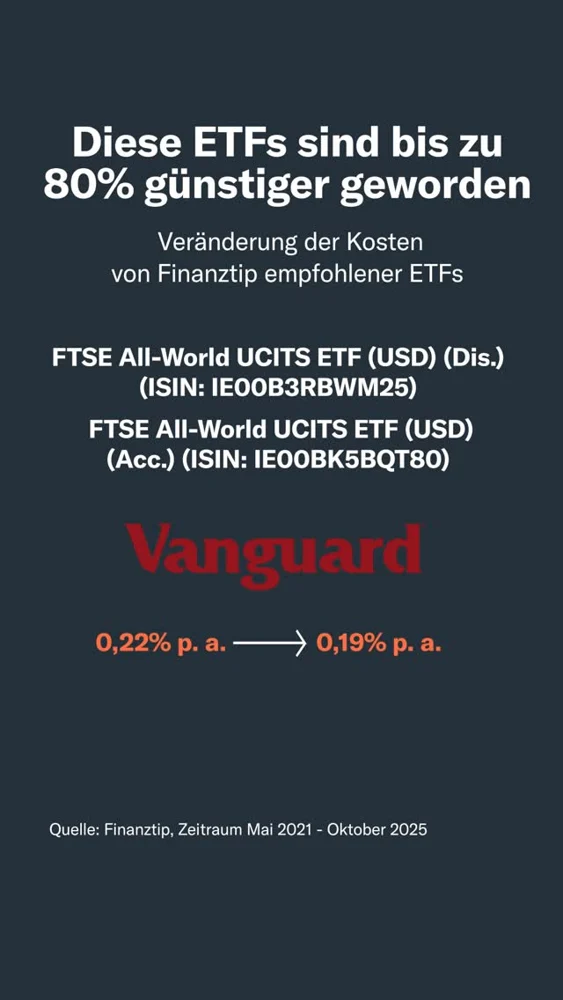 Diese ETFs sind bis zu
80% günstiger geworden
Veränderung der Kosten
von Finanztip empfohlener ETFs
FTSE All-World UCITS ETF (USD) (Dis.)
(ISIN: IE00B3RBWM25)
FTSE All-World UCITS ETF (USD)
(Acc.) (ISIN: IE00BK5BQT80)
Vanguard
0,22% p. a. → 0,19% p. a.
Quelle: Finanztip, Zeitraum Mai 2021 - Oktober 2025